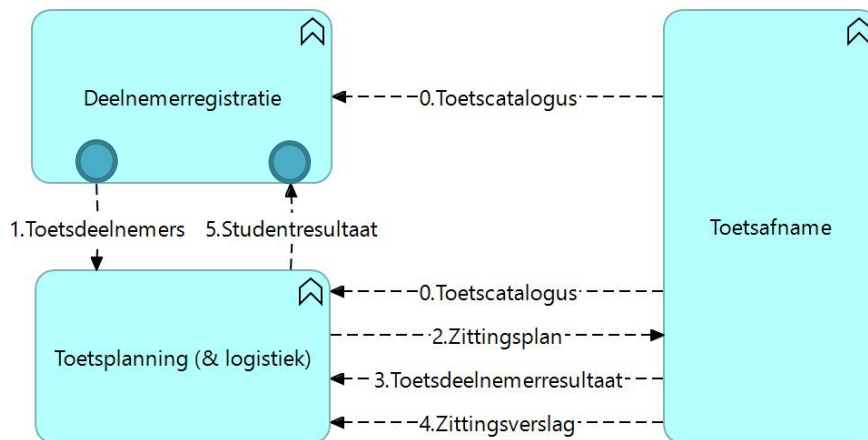 Deelnemerregistratie
0.Toetscatalogus
Toetsafname
1.Toetsdeelnemers
5.Studentresultaat
0.Toetscatalogus
2.Zittingsplan
Toetsplanning (& logistiek)
3.Toetsdeelnemerresultaat
4.Zittingsverslag